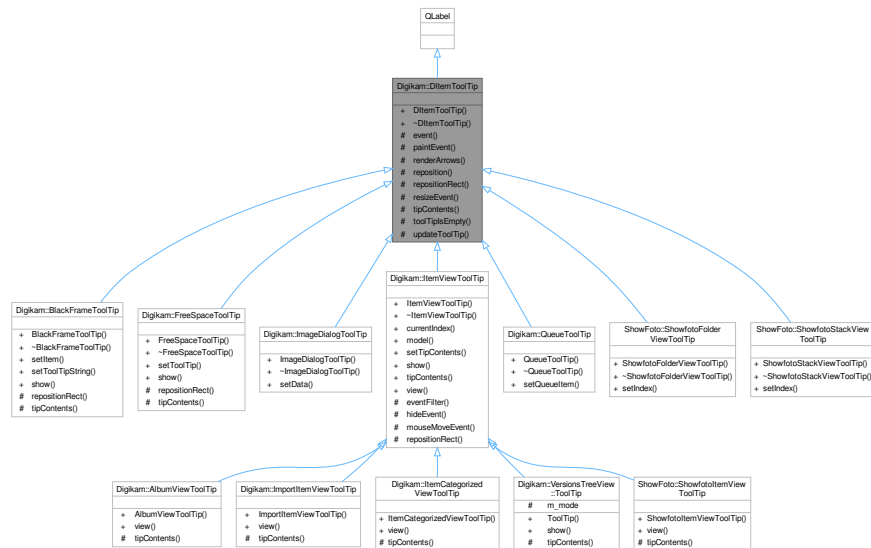 QLabel
Digikam::DItemToolTip
+ DItemToolTip()
+ ~DItemToolTip()
# event()
# paintEvent()
# renderArrows()
# reposition()
# repositionRect()
# resizeEvent()
# tipContents()
# toolTipIsEmpty()
# updateToolTip()
Digikam::BlackFrameToolTip
+ BlackFrameToolTip()
+ ~BlackFrameToolTip()
+ setItem()
+ setToolTipString()
+ show()
# repositionRect()
# tipContents()
Digikam::FreeSpaceToolTip
+ FreeSpaceToolTip()
+ ~FreeSpaceToolTip()
+ setToolTip()
+ show()
# repositionRect()
# tipContents()
Digikam::ImageDialogToolTip
+ ImageDialogToolTip()
+ ~ImageDialogToolTip()
+ setData()
Digikam::ItemViewToolTip
+ ItemViewToolTip()
+ ~ItemViewToolTip()
+ currentIndex()
+ model()
+ setTipContents()
+ show()
+ tipContents()
+ view()
# eventFilter()
# hideEvent()
# mouseMoveEvent()
# repositionRect()
Digikam::QueueToolTip
+ QueueToolTip()
+ ~QueueToolTip()
+ setQueueItem()
ShowFoto::ShowfotoFolder
ViewToolTip
+ ShowfotoFolderViewToolTip()
+ ~ShowfotoFolderViewToolTip()
+ setIndex()
ShowFoto::ShowfotoStackView
ToolTip
+ ShowfotoStackViewToolTip()
+ ~ShowfotoStackViewToolTip()
+ setIndex()
Digikam::AlbumViewToolTip
+ AlbumViewToolTip()
+ view()
# tipContents()
Digikam::ImportItemViewToolTip
+ ImportItemViewToolTip()
+ view()
# tipContents()
Digikam::ItemCategorized
ViewToolTip
+ ItemCategorizedViewToolTip()
+ view()
# tipContents()
Digikam::VersionsTreeView
::ToolTip
# m_mode
+ ToolTip()
+ show()
# tipContents()
ShowFoto::ShowfotoItemView
ToolTip
+ ShowfotoItemViewToolTip()
+ view()
# tipContents()